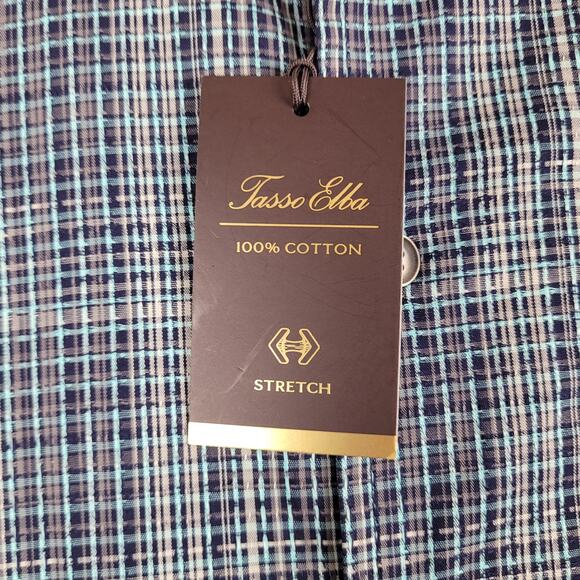 Tasso Elba
100% COTTON
STRETCH